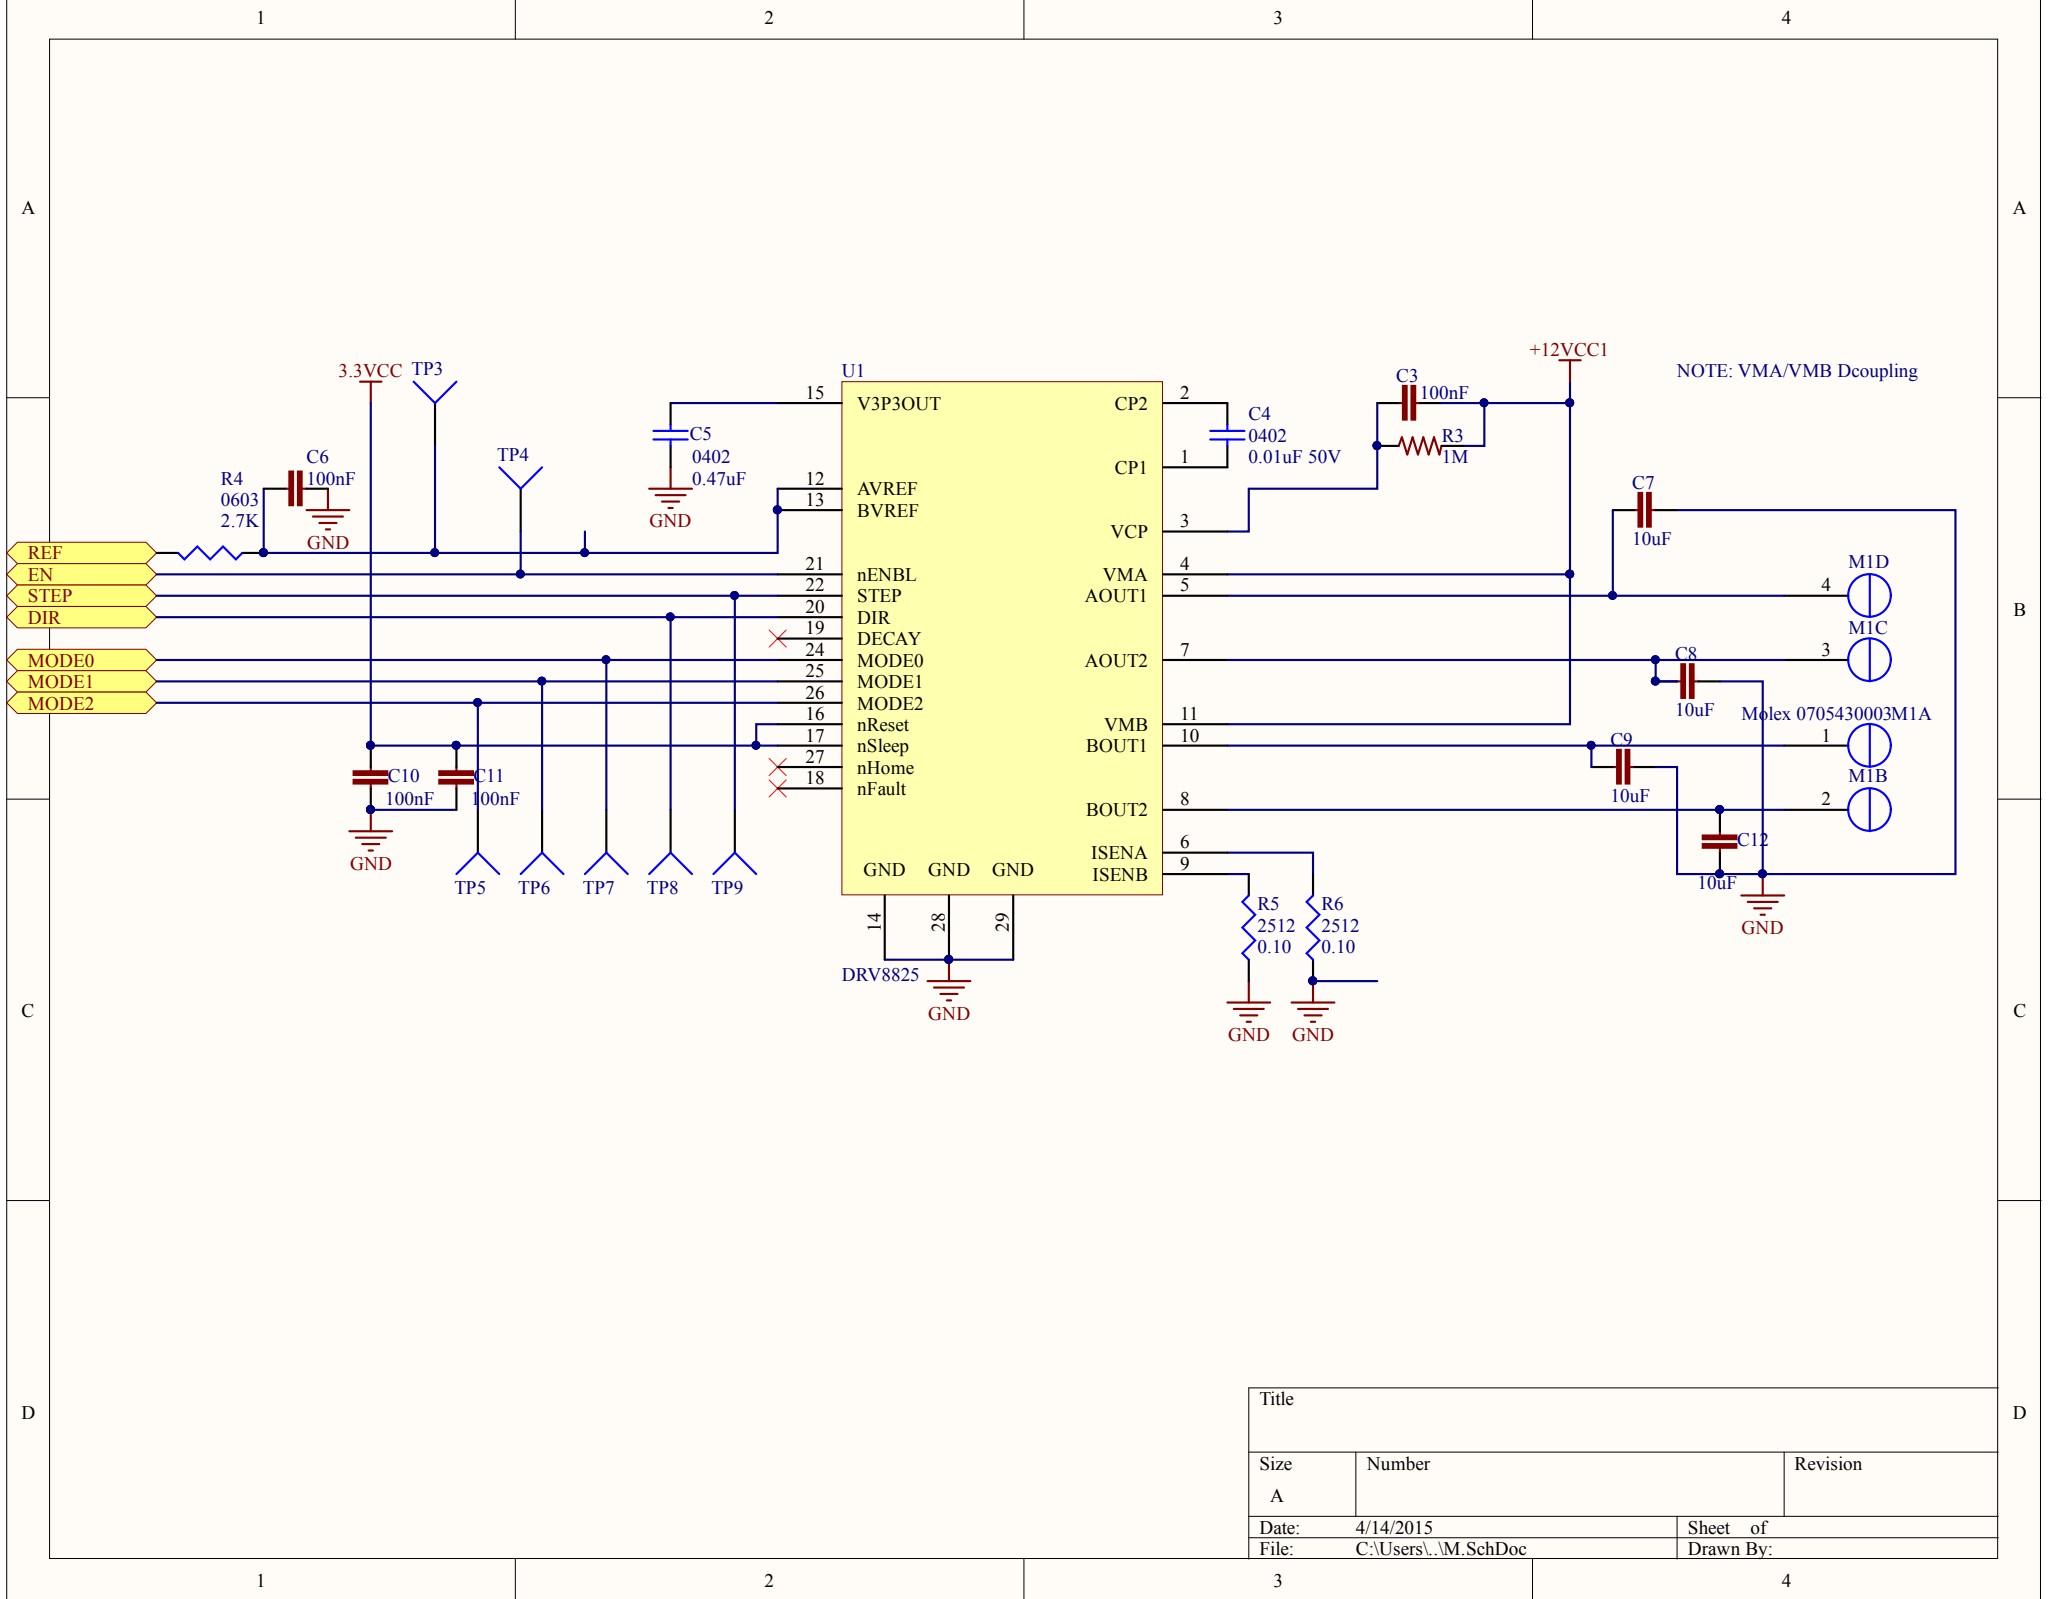 1 2 3 4
A A
B
C C
D D
3.3VCC
TP3
TP4
C6
100nF
GND
R4
0603
2.7K
REF
EN
STEP
DIR
MODE0
MODE1
MODE2
C10
100nF
C11
100nF
GND
TP5
TP6
TP7
TP8
TP9
C5
0402
0.47uF
GND
U1
15 V3P3OUT
12 AVREF
13 BVREF
21 nENBL
22 STEP
20 DIR
19 DECAY
24 MODE0
25 MODE1
26 MODE2
16 nReset
17 nSleep
27 nHome
18 nFault
GND GND GND
14 28 29
DRV8825
GND
CP2 2
CP1 1
VCP 3
VMA 4
AOUT1 5
AOUT2 7
VMB 11
BOUT1 10
BOUT2 8
ISENA 6
ISENB 9
C4
0402
0.01uF 50V
C3
100nF
R3
1M
+12VCC1
NOTE: VMA/VMB Dcoupling
C7
10uF
M1D
4
M1C
3
C8
10uF
Molex 0705430003M1A
1
C9
10uF
M1B
2
C12
10uF
GND
R5
2512
0.10
GND
R6
2512
0.10
GND
Title
Size
A
Number
Revision
Date: 4/14/2015
Sheet of
File: C:\Users\..\M.SchDoc
Drawn By:
1 2 3 4